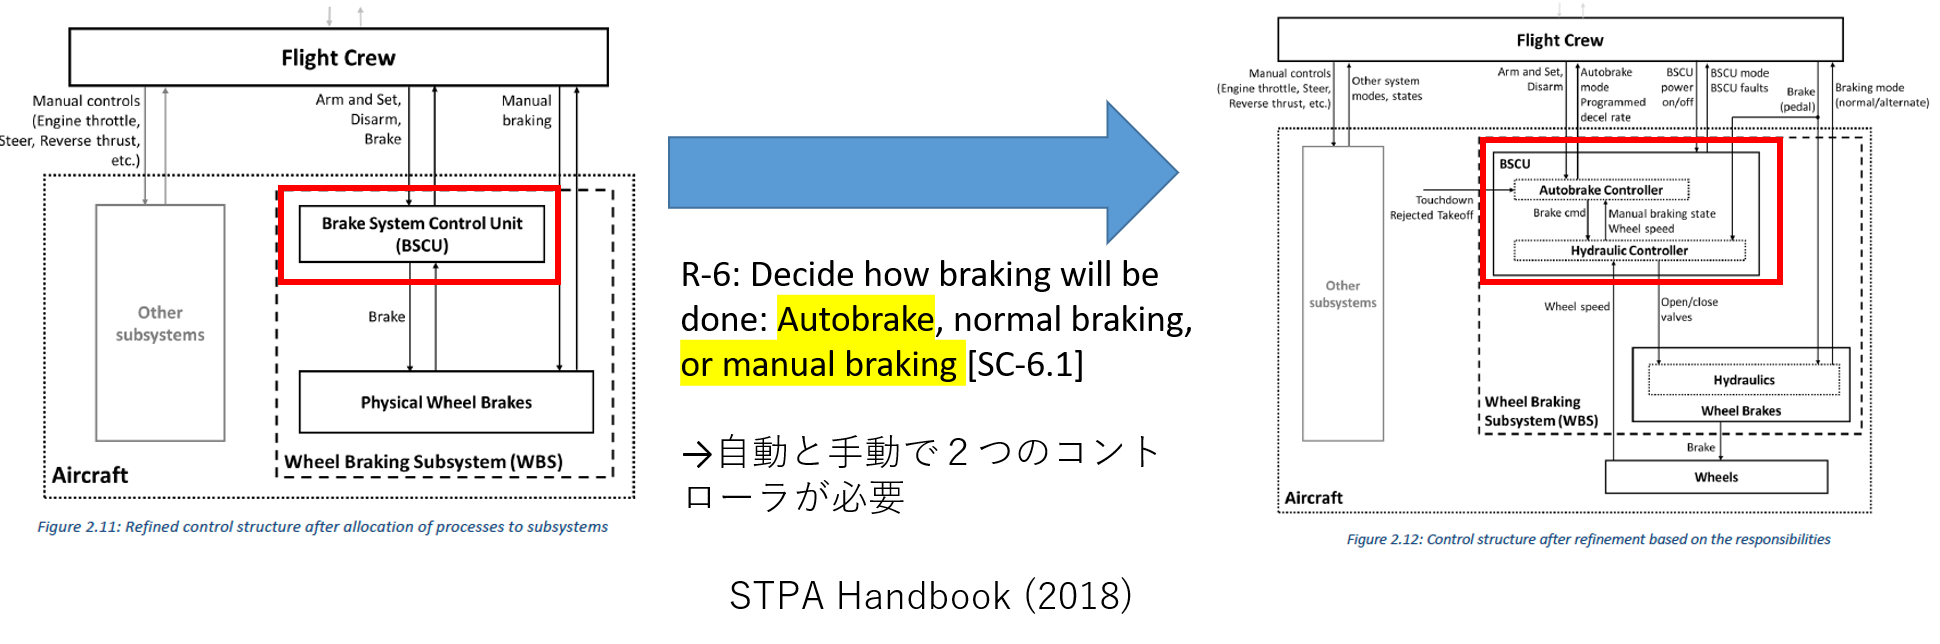 Flight Crew
Manual controls
(Engine throttle,
Steer, Reverse thrust,
etc.)
Arm and Set,
Disarm,
Brake
Manual
braking
Brake System Control Unit
(BSCU)
Other
subsystems
Brake
Physical Wheel Brakes
Wheel Braking Subsystem (WBS)
Aircraft
Figure 2.11: Refined control structure after allocation of processes to subsystems
R-6: Decide how braking will be
done: Autobrake, normal braking,
or manual braking [SC-6.1]
→自動と手動で２つのコント
ローラが必要
STPA Handbook (2018)
Flight Crew
Manual controls
(Engine throttle, Steer,
Reverse thrust, etc.)
Other system
modes, states
Arm and Set,
Disarm
Autobrake
mode
Programmed
decel rate
BSCU
power
on/off
BSCU mode
BSCU faults
Brake
(pedal)
Braking mode
(normal/alternate)
BSCU
Autobrake Controller
Touchdown
Rejected Takeoff
Brake cmd
Manual braking state
Wheel speed
Hydraulic Controller
Other
subsystems
Wheel speed
Open/close
valves
Hydraulics
Wheel Brakes
Wheel Braking
Subsystem (WBS)
Brake
Wheels
Aircraft
Figure 2.12: Control structure after refinement based on the responsibilities